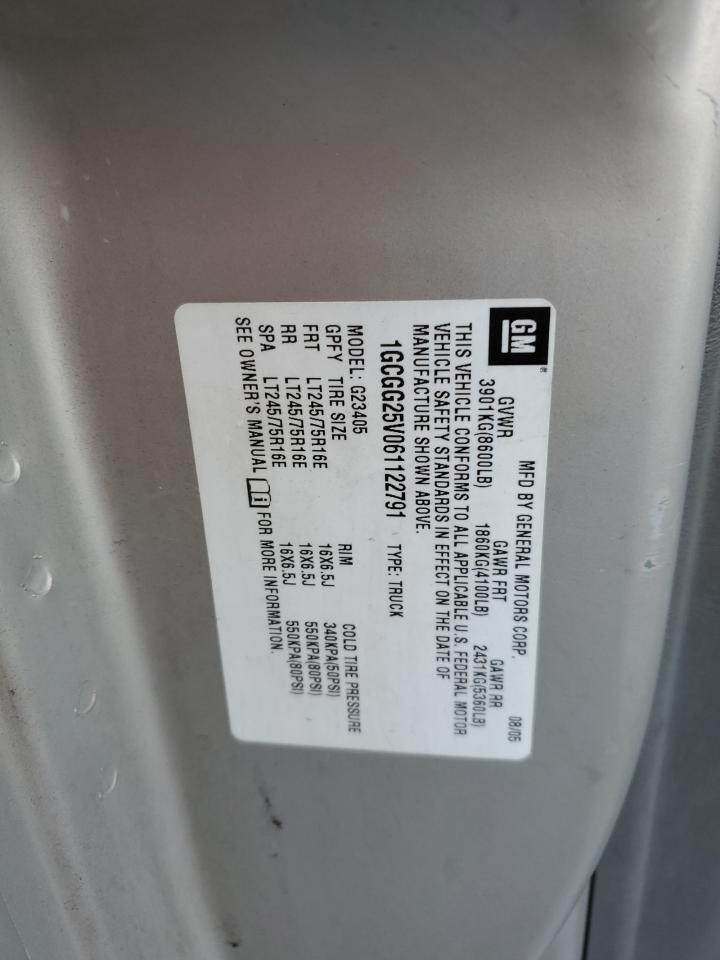 GM®
MFD BY GENERAL MOTORS CORP. 08/05
GVWR GAWR FRT GAWR RR
3901KG(8600LB) 1860KG(4100LB) 2431KG(5360LB)
THIS VEHICLE CONFORMS TO ALL APPLICABLE U.S. FEDERAL MOTOR
VEHICLE SAFETY STANDARDS IN EFFECT ON THE DATE OF
MANUFACTURE SHOWN ABOVE.
1GCGG25V061122791 TYPE: TRUCK
MODEL: G23405
GPFY TIRE SIZE RIM COLD TIRE PRESSURE
FRT LT245/75R16E 16X6.5J 340KPA(50PSI)
RR LT245/75R16E 16X6.5J 550KPA(80PSI)
SPA LT245/75R16E 16X6.5J 550KPA(80PSI)
SEE OWNER'S MANUAL i FOR MORE INFORMATION.